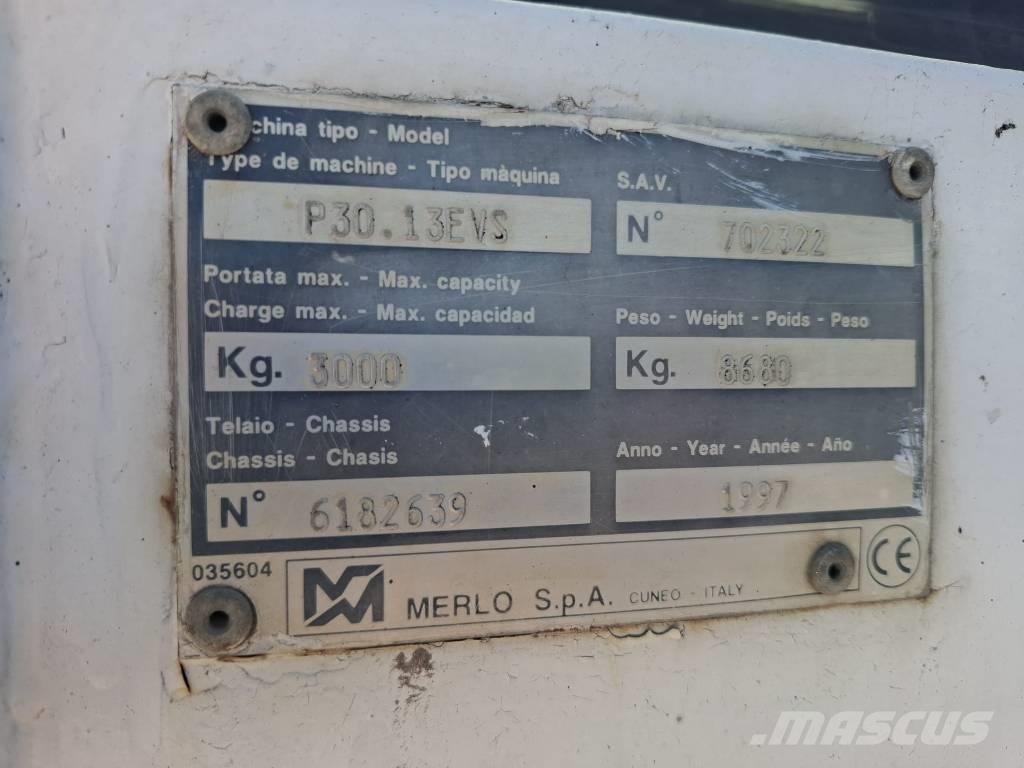 china tipo - Model
Type de machine - Tipo màquina
P30.13EVS
S.A.V.
N° 702322
Portata max. - Max. capacity
Charge max. - Max. capacidad
Kg. 3000
Peso - Weight - Poids - Peso
Kg. 8680
Telaio - Chassis
Chassis - Chasis
N° 6182639
Anno - Year - Année - Año
1997
035604
MERLO S.p.A. CUNEO - ITALY
CE
MASCUS